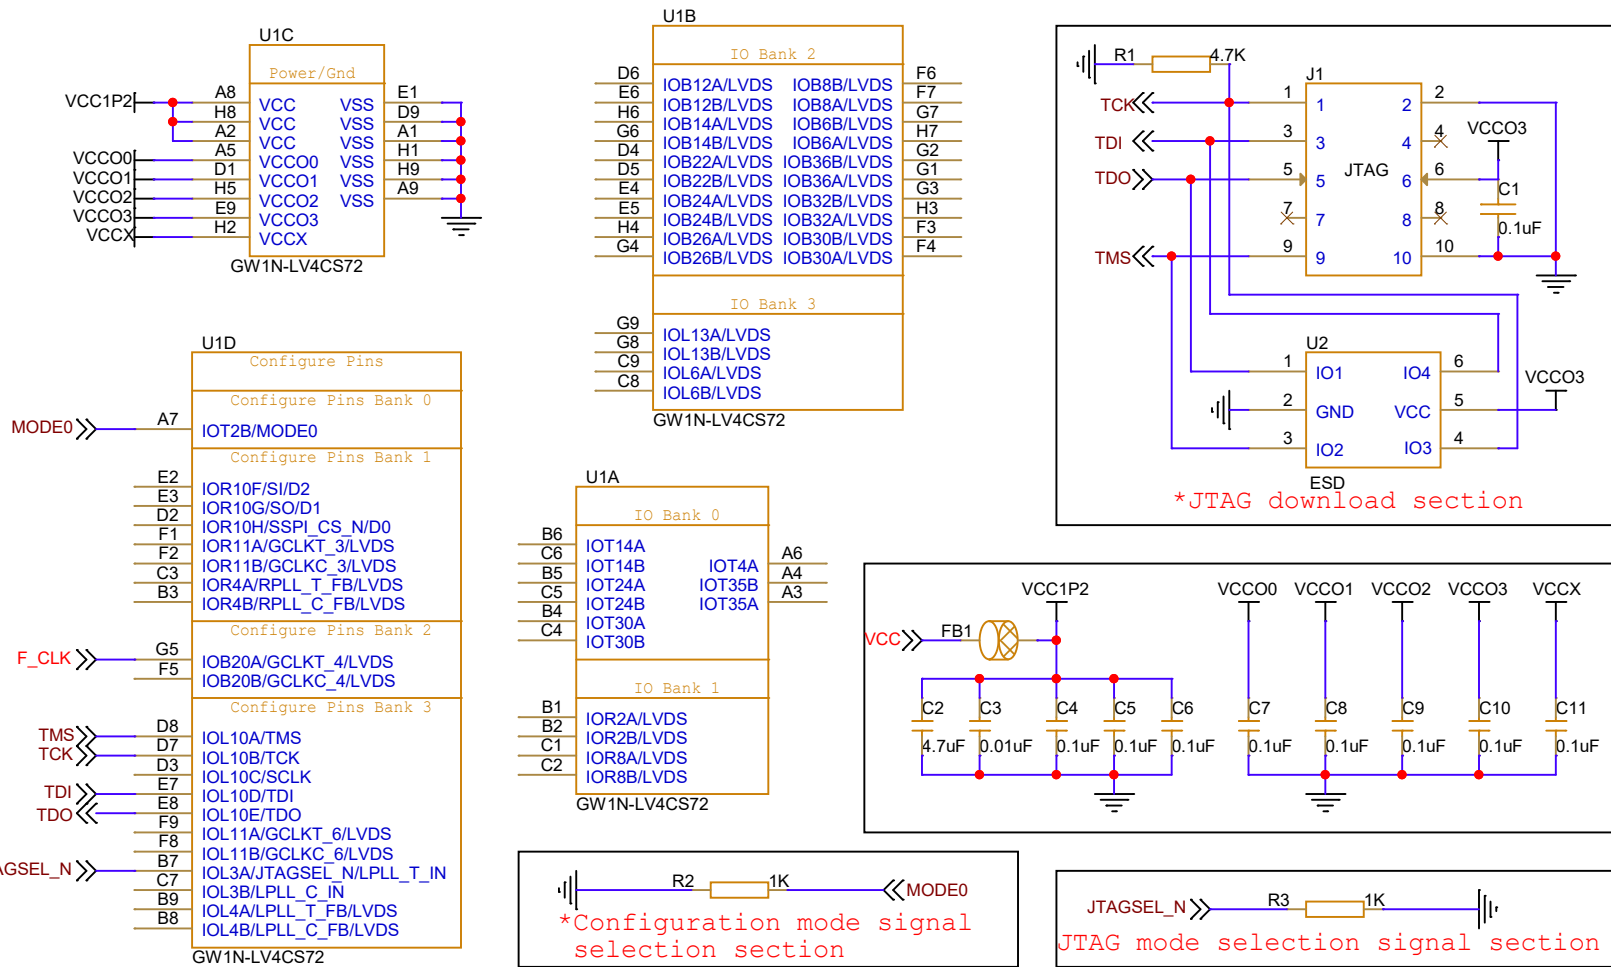 U1C
Power/Gnd
VCC1P2
A8 VCC VSS E1
H8 VCC VSS D9
A2 VCC VSS A1
VCCO0 A5 VCCO0 VSS H1
VCCO1 D1 VCCO1 VSS H9
VCCO2 H5 VCCO2 VSS A9
VCCO3 E9 VCCO3
VCCX H2 VCCX
GW1N-LV4CS72
U1B
IO Bank 2
D6 IOB12A/LVDS IOB8B/LVDS F6
E6 IOB12B/LVDS IOB8A/LVDS F7
H6 IOB14A/LVDS IOB6B/LVDS G7
G6 IOB14B/LVDS IOB6A/LVDS H7
D4 IOB22A/LVDS IOB36B/LVDS G2
D5 IOB22B/LVDS IOB36A/LVDS G1
E4 IOB24A/LVDS IOB32B/LVDS G3
E5 IOB24B/LVDS IOB32A/LVDS H3
H4 IOB26A/LVDS IOB30B/LVDS F3
G4 IOB26B/LVDS IOB30A/LVDS F4
IO Bank 3
G9 IOL13A/LVDS
G8 IOL13B/LVDS
C9 IOL6A/LVDS
C8 IOL6B/LVDS
GW1N-LV4CS72
R1 4.7K
J1
TCK 1 1 2 2
TDI 3 3 4 4
VCCO3
TDO 5 5 JTAG 6 6
C1
7 7 8 8
0.1uF
TMS 9 9 10 10
U2
1 IO1 IO4 6
VCCO3
2 GND VCC 5
3 IO2 IO3 4
ESD
*JTAG download section
U1D
Configure Pins
Configure Pins Bank 0
MODE0 A7 IOT2B/MODE0
Configure Pins Bank 1
E2 IOR10F/SI/D2
E3 IOR10G/SO/D1
D2 IOR10H/SSPI_CS_N/D0
F1 IOR11A/GCLKT_3/LVDS
F2 IOR11B/GCLKC_3/LVDS
C3 IOR4A/RPLL_T_FB/LVDS
B3 IOR4B/RPLL_C_FB/LVDS
Configure Pins Bank 2
F_CLK G5 IOB20A/GCLKT_4/LVDS
F5 IOB20B/GCLKC_4/LVDS
Configure Pins Bank 3
TMS D8 IOL10A/TMS
TCK D7 IOL10B/TCK
D3 IOL10C/SCLK
TDI E7 IOL10D/TDI
TDO E8 IOL10E/TDO
F9 IOL11A/GCLKT_6/LVDS
F8 IOL11B/GCLKC_6/LVDS
AGSEL_N B7 IOL3A/JTAGSEL_N/LPLL_T_IN
C7 IOL3B/LPLL_C_IN
B9 IOL4A/LPLL_T_FB/LVDS
B8 IOL4B/LPLL_C_FB/LVDS
GW1N-LV4CS72
U1A
IO Bank 0
B6 IOT14A
C6 IOT14B IOT4A A6
B5 IOT24A IOT35B A4
C5 IOT24B IOT35A A3
B4 IOT30A
C4 IOT30B
IO Bank 1
B1 IOR2A/LVDS
B2 IOR2B/LVDS
C1 IOR8A/LVDS
C2 IOR8B/LVDS
GW1N-LV4CS72
VCC1P2 VCCO0 VCCO1 VCCO2 VCCO3 VCCX
VCC FB1
C2 C3 C4 C5 C6 C7 C8 C9 C10 C11
4.7uF 0.01uF 0.1uF 0.1uF 0.1uF 0.1uF 0.1uF 0.1uF 0.1uF 0.1uF
R2 1K MODE0
*Configuration mode signal
selection section
JTAGSEL_N R3 1K
JTAG mode selection signal section